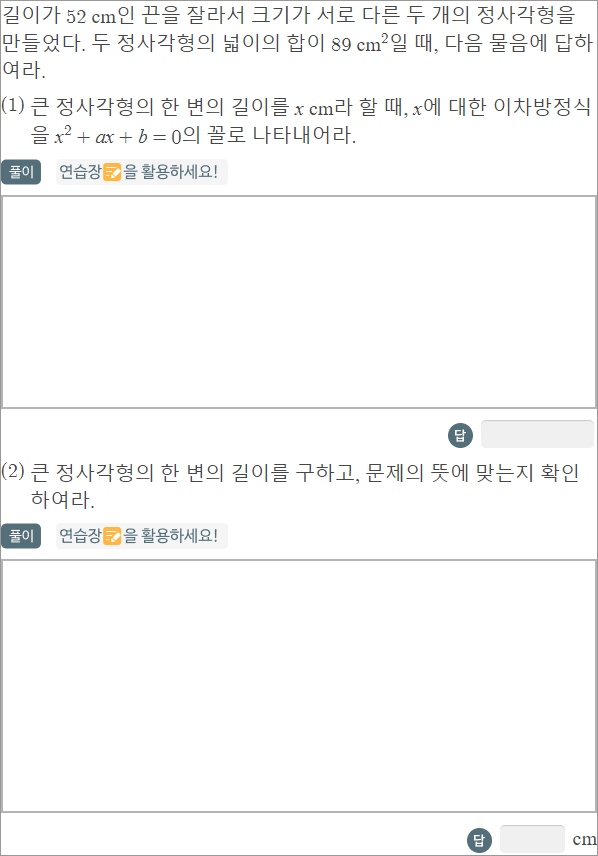 길이가 52 cm인 끈을 잘라서 크기가 서로 다른 두 개의 정사각형을
만들었다. 두 정사각형의 넓이의 합이 89 cm²일 때, 다음 물음에 답하
여라.
(1) 큰 정사각형의 한 변의 길이를 x cm라 할 때, x에 대한 이차방정식
을 x² + ax + b = 0의 꼴로 나타내어라.
풀이 연습장을 활용하세요!
답
(2) 큰 정사각형의 한 변의 길이를 구하고, 문제의 뜻에 맞는지 확인
하여라.
풀이 연습장을 활용하세요!
답 cm